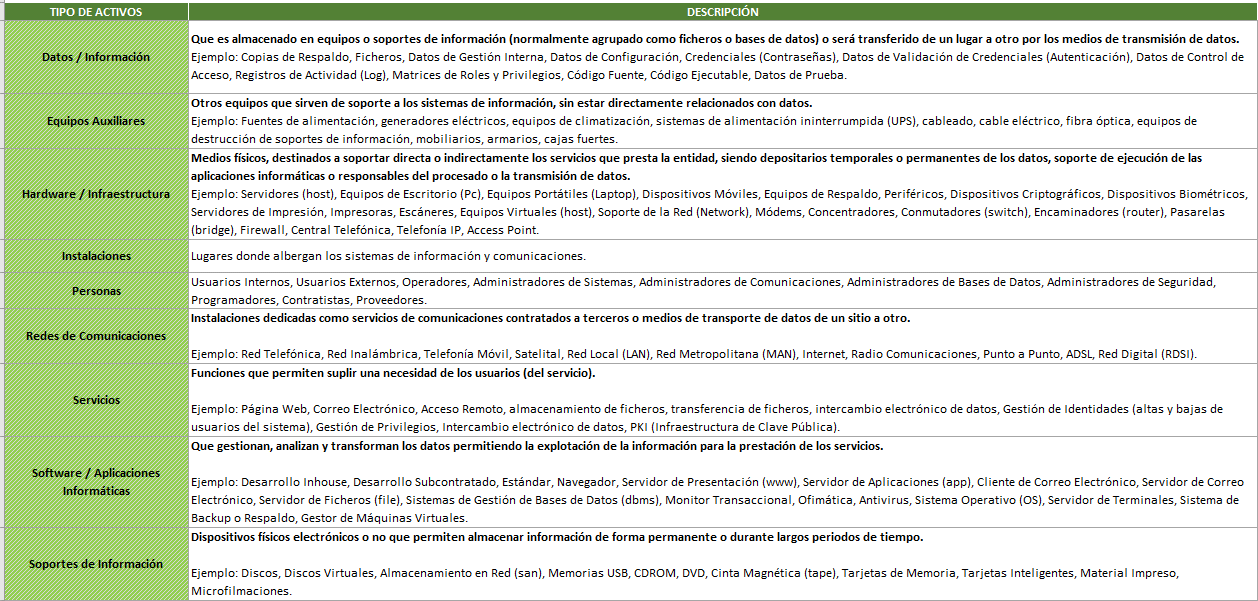 TIPO DE ACTIVOS
DESCRIPCIÓN
Datos / Información
Que es almacenado en equipos o soportes de información (normalmente agrupado como ficheros o bases de datos) o será transferido de un lugar a otro por los medios de transmisión de datos.
Ejemplo: Copias de Respaldo, Ficheros, Datos de Gestión Interna, Datos de Configuración, Credenciales (Contraseñas), Datos de Validación de Credenciales (Autenticación), Datos de Control de
Acceso, Registros de Actividad (Log), Matrices de Roles y Privilegios, Código Fuente, Código Ejecutable, Datos de Prueba.
Equipos Auxiliares
Otros equipos que sirven de soporte a los sistemas de información, sin estar directamente relacionados con datos.
Ejemplo: Fuentes de alimentación, generadores eléctricos, equipos de climatización, sistemas de alimentación ininterrumpida (UPS), cableado, cable eléctrico, fibra óptica, equipos de
destrucción de soportes de información, mobiliarios, armarios, cajas fuertes.
Hardware / Infraestructura
Medios físicos, destinados a soportar directa o indirectamente los servicios que presta la entidad, siendo depositarios temporales o permanentes de los datos, soporte de ejecución de las
aplicaciones informáticas o responsables del procesado o la transmisión de datos.
Ejemplo: Servidores (host), Equipos de Escritorio (Pc), Equipos Portátiles (Laptop), Dispositivos Móviles, Equipos de Respaldo, Periféricos, Dispositivos Criptográficos, Dispositivos Biométricos,
Servidores de Impresión, Impresoras, Escáneres, Equipos Virtuales (host), Soporte de la Red (Network), Módems, Concentradores, Conmutadores (switch), Encaminadores (router), Pasarelas
(bridge), Firewall, Central Telefónica, Telefonía IP, Access Point.
Instalaciones
Lugares donde albergan los sistemas de información y comunicaciones.
Personas
Usuarios Internos, Usuarios Externos, Operadores, Administradores de Sistemas, Administradores de Comunicaciones, Administradores de Bases de Datos, Administradores de Seguridad,
Programadores, Contratistas, Proveedores.
Redes de Comunicaciones
Instalaciones dedicadas como servicios de comunicaciones contratados a terceros o medios de transporte de datos de un sitio a otro.
Ejemplo: Red Telefónica, Red Inalámbrica, Telefonía Móvil, Satelital, Red Local (LAN), Red Metropolitana (MAN), Internet, Radio Comunicaciones, Punto a Punto, ADSL, Red Digital (RDSI).
Servicios
Funciones que permiten suplir una necesidad de los usuarios (del servicio).
Ejemplo: Página Web, Correo Electrónico, Acceso Remoto, almacenamiento de ficheros, transferencia de ficheros, intercambio electrónico de datos, Gestión de Identidades (altas y bajas de
usuarios del sistema), Gestión de Privilegios, Intercambio electrónico de datos, PKI (Infraestructura de Clave Pública).
Software / Aplicaciones
Informáticas
Que gestionan, analizan y transforman los datos permitiendo la explotación de la información para la prestación de los servicios.
Ejemplo: Desarrollo Inhouse, Desarrollo Subcontratado, Estándar, Navegador, Servidor de Presentación (www), Servidor de Aplicaciones (app), Cliente de Correo Electrónico, Servidor de Correo
Electrónico, Servidor de Ficheros (file), Sistemas de Gestión de Bases de Datos (dbms), Monitor Transaccional, Ofimática, Antivirus, Sistema Operativo (OS), Servidor de Terminales, Sistema de
Backup o Respaldo, Gestor de Máquinas Virtuales.
Soportes de Información
Dispositivos físicos electrónicos o no que permiten almacenar información de forma permanente o durante largos periodos de tiempo.
Ejemplo: Discos, Discos Virtuales, Almacenamiento en Red (san), Memorias USB, CDROM, DVD, Cinta Magnética (tape), Tarjetas de Memoria, Tarjetas Inteligentes, Material Impreso,
Microfilmaciones.